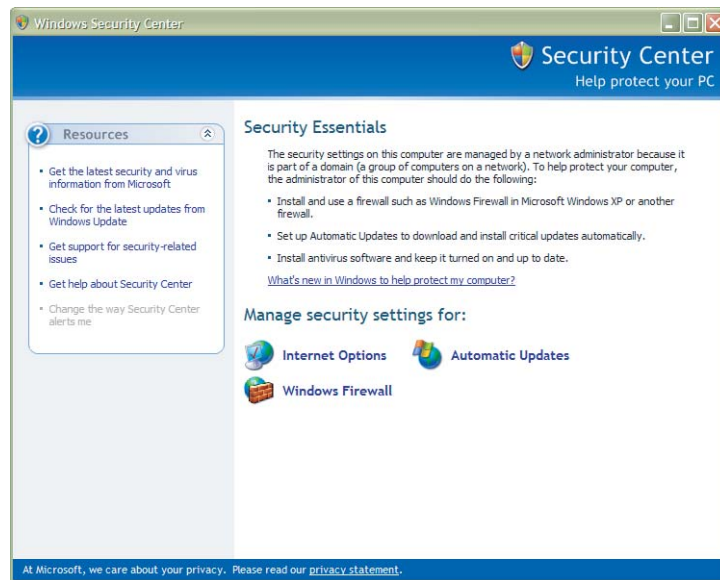 Windows Security Center
Security Center
Help protect your PC
Resources
Get the latest security and virus
information from Microsoft
Check for the latest updates from
Windows Update
Get support for security-related
issues
Get help about Security Center
Change the way Security Center
alerts me
Security Essentials
The security settings on this computer are managed by a network administrator because it
is part of a domain (a group of computers on a network). To help protect your computer,
the administrator of this computer should do the following:
Install and use a firewall such as Windows Firewall in Microsoft Windows XP or another
firewall.
Set up Automatic Updates to download and install critical updates automatically.
Install antivirus software and keep it turned on and up to date.
What's new in Windows to help protect my computer?
Manage security settings for:
Internet Options
Automatic Updates
Windows Firewall
At Microsoft, we care about your privacy. Please read our privacy statement.